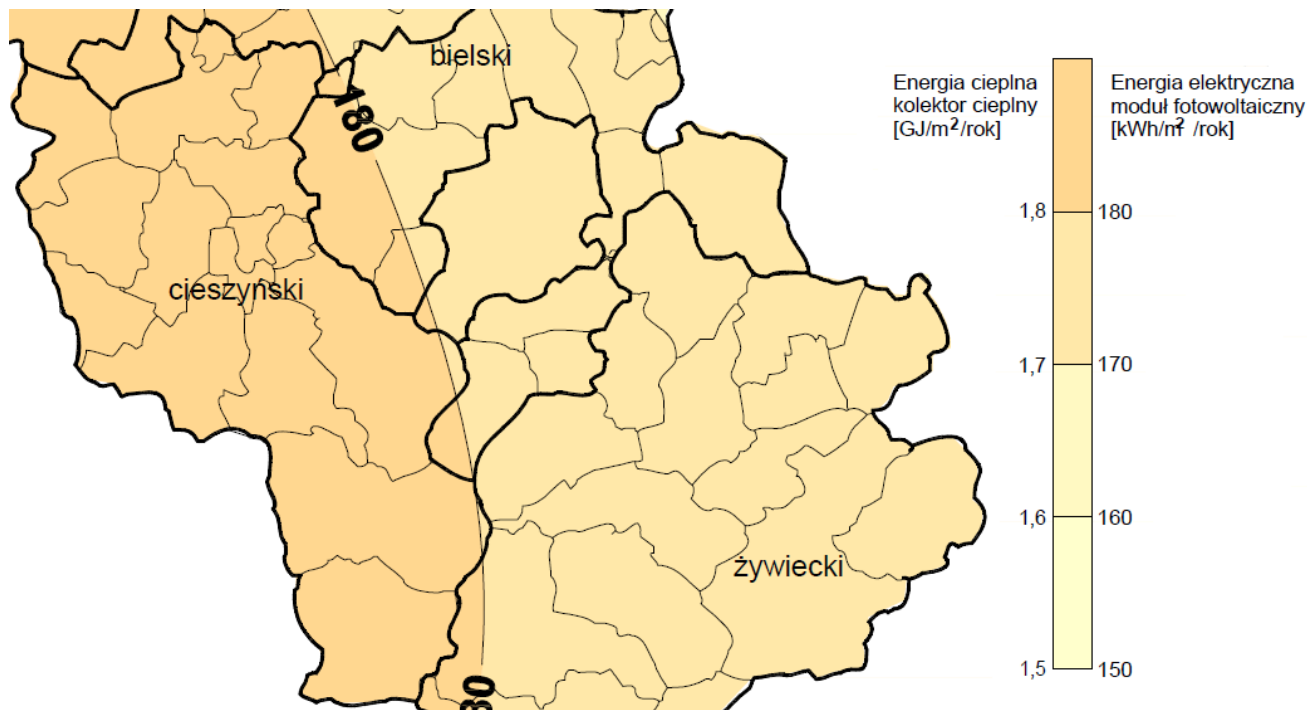 bielski
180
cieszyński
żywiecki
80
Energia cieplna
kolektor cieplny
[GJ/m²/rok]
Energia elektryczna
moduł fotowoltaiczny
[kWh/m² /rok]
1,8 180
1,7 170
1,6 160
1,5 150